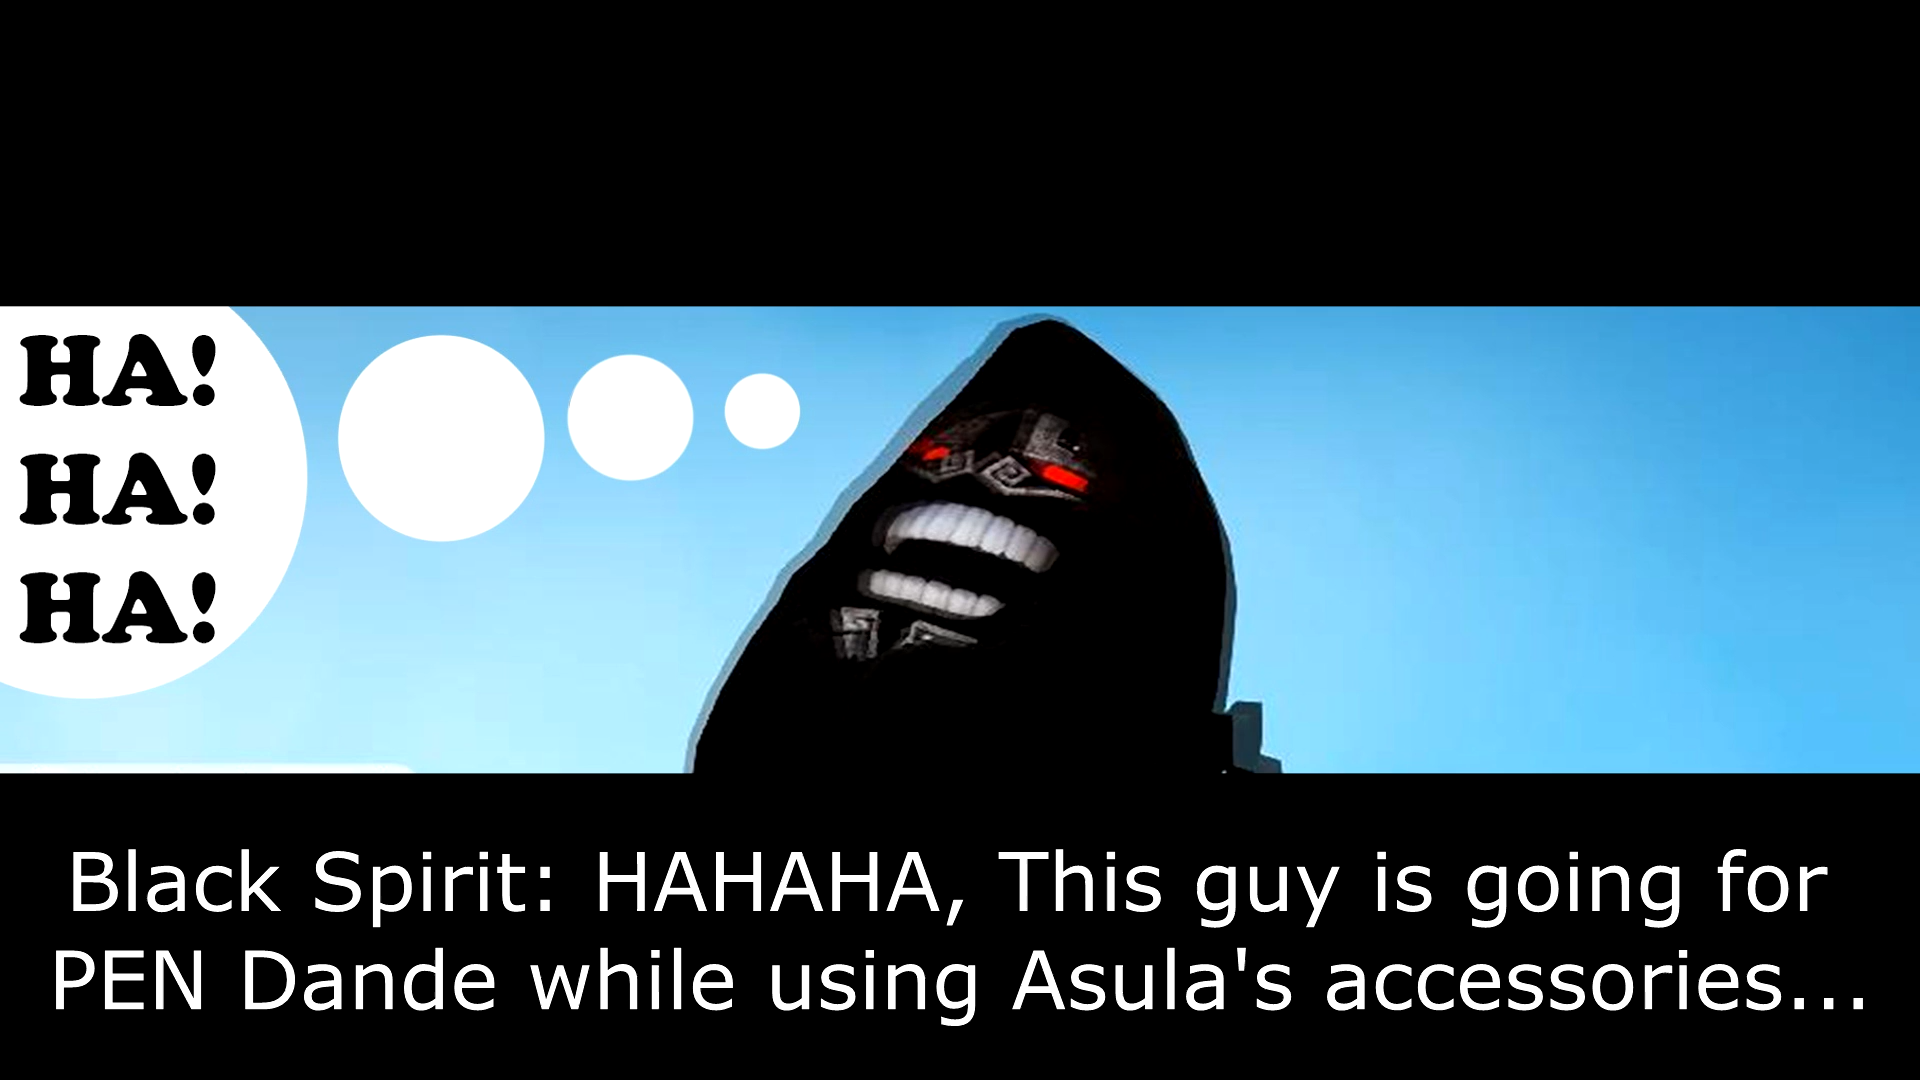 HA!
HA!
HA!
Black Spirit: HAHAHA, This guy is going for
PEN Dande while using Asula's accessories...